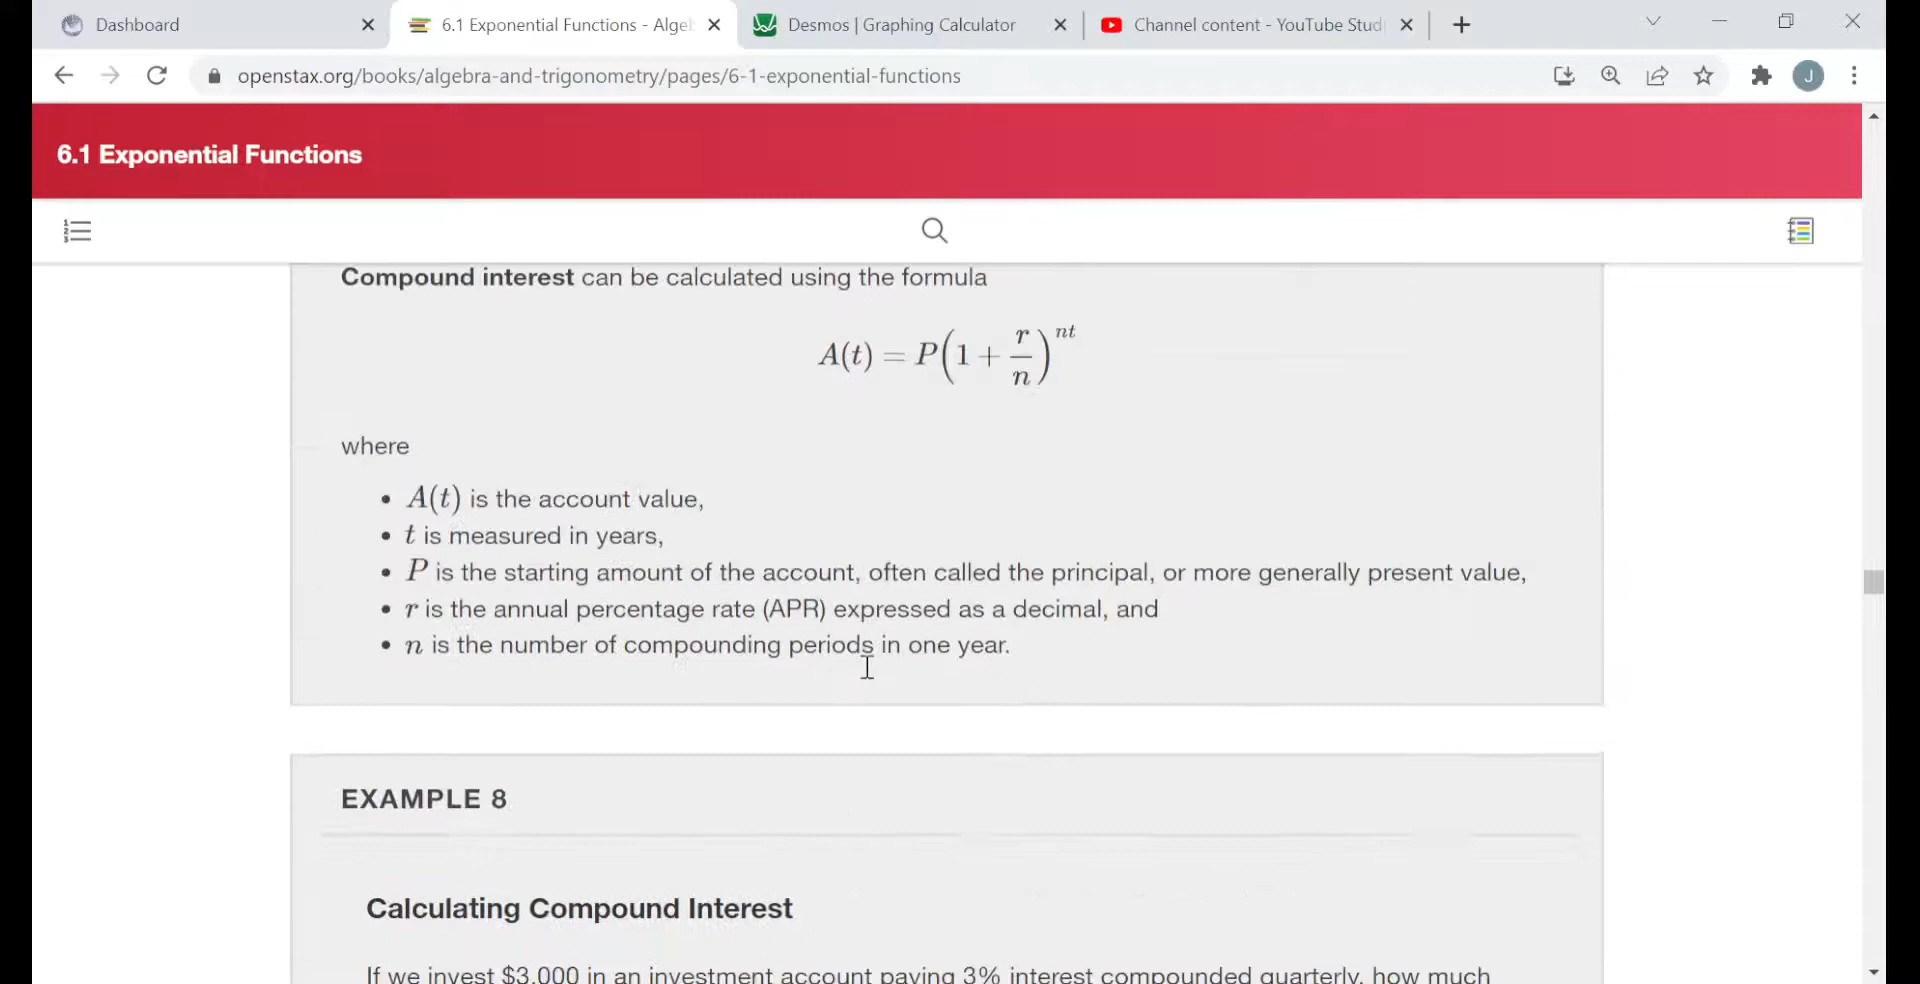 Dashboard
6.1 Exponential Functions - Alge
Desmos | Graphing Calculator
Channel content - YouTube Stud
openstax.org/books/algebra-and-trigonometry/pages/6-1-exponential-functions
J
6.1 Exponential Functions
Compound interest can be calculated using the formula
A(t) = P(1 + r/n)^{nt}
where
• A(t) is the account value,
• t is measured in years,
• P is the starting amount of the account, often called the principal, or more generally present value,
• r is the annual percentage rate (APR) expressed as a decimal, and
• n is the number of compounding periods in one year.
EXAMPLE 8
Calculating Compound Interest
If we invest $3,000 in an investment account paying 3% interest compounded quarterly, how much